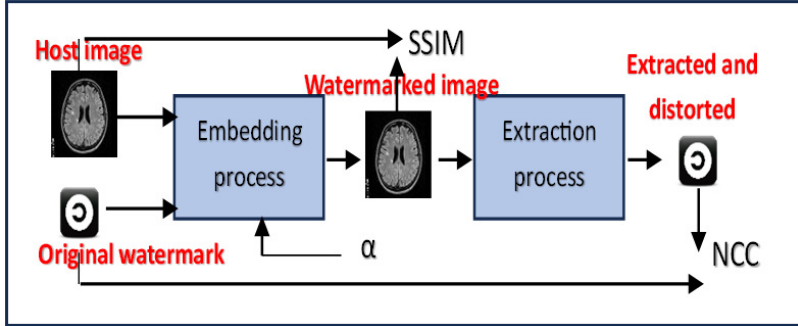 SSIM
Host image
Watermarked image
Extracted and
distorted
Embedding
process
Extraction
process
Original watermark
α
NCC